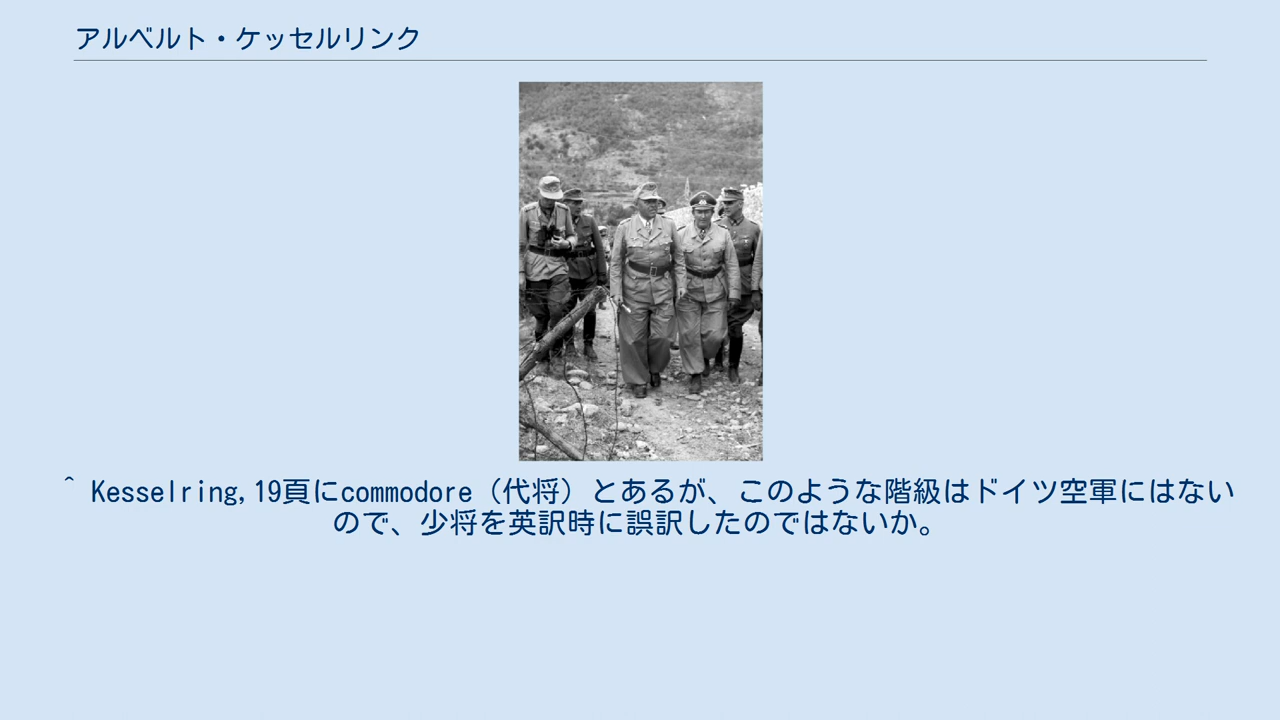 アルベルト・ケッセルリンク
^ Kesselring,19頁にcommodore（代将）とあるが、このような階級はドイツ空軍にはない
ので、少将を英訳時に誤訳したのではないか。